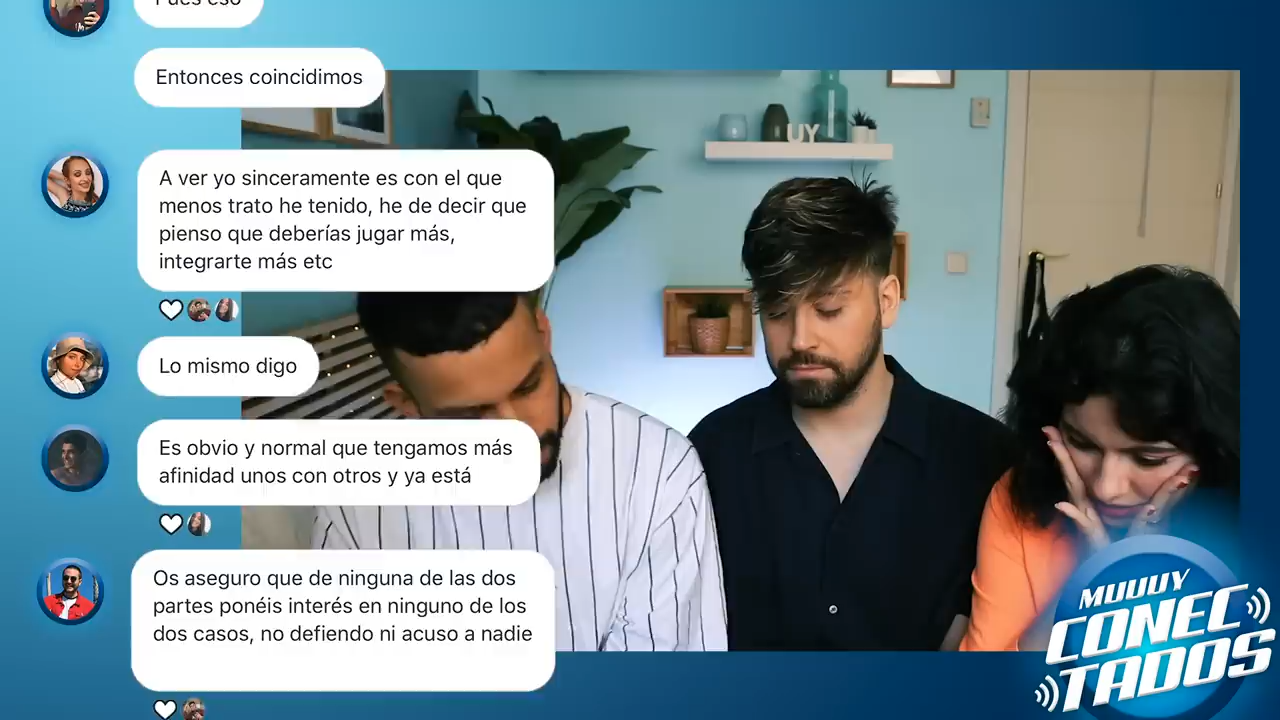 Pues eso
Entonces coincidimos
A ver yo sinceramente es con el que
menos trato he tenido, he de decir que
pienso que deberías jugar más,
integrarte más etc
Lo mismo digo
Es obvio y normal que tengamos más
afinidad unos con otros y ya está
Os aseguro que de ninguna de las dos
partes ponéis interés en ninguno de los
dos casos, no defiendo ni acuso a nadie
UY
MUUUY
CONEC
TADOS